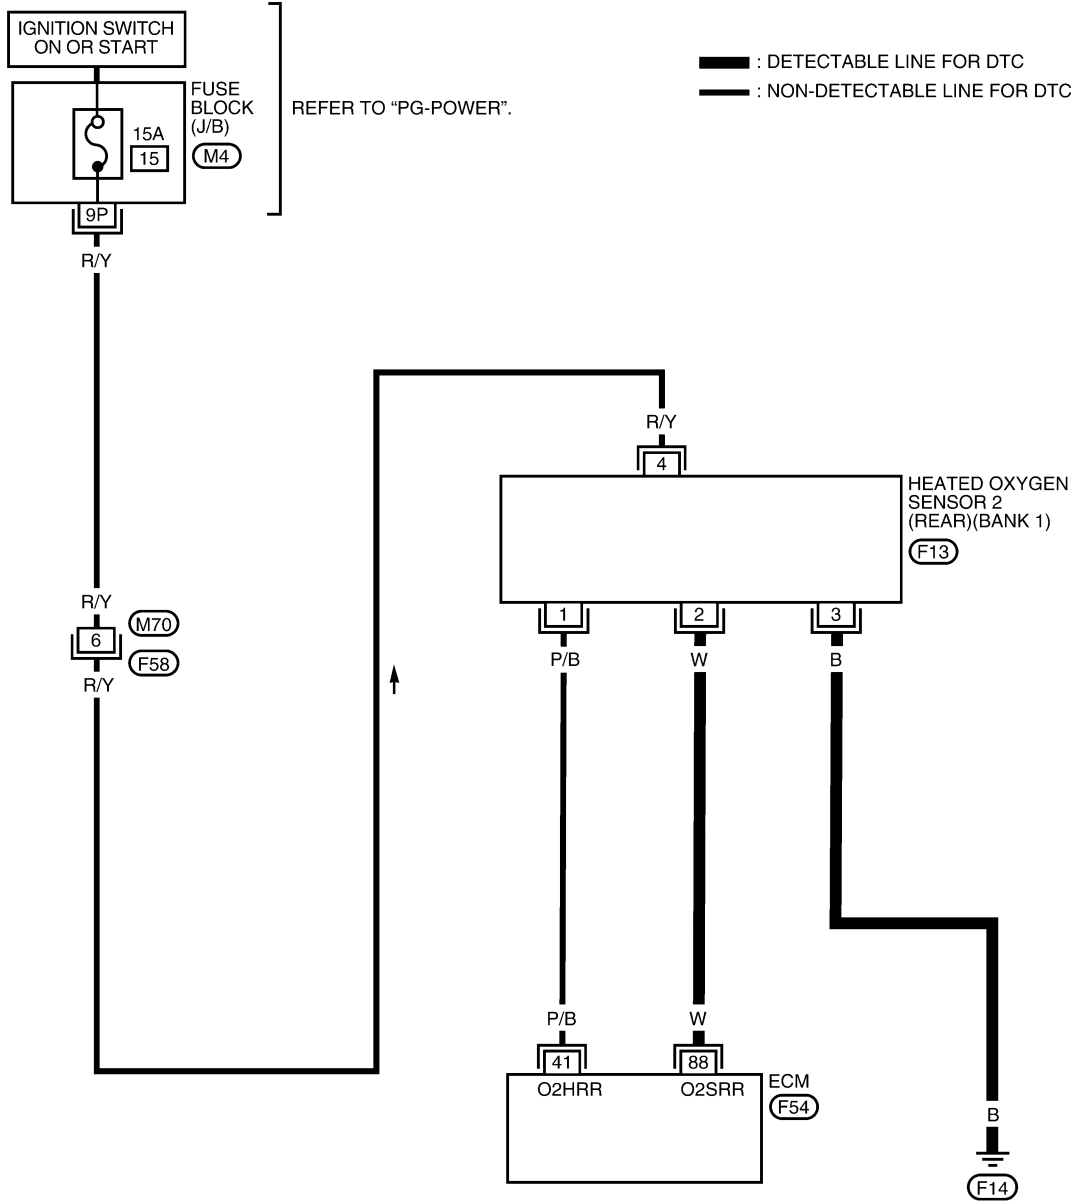 IGNITION SWITCH
ON OR START
FUSE
BLOCK
(J/B)
M4
15A
15
9P
REFER TO “PG-POWER”.
: DETECTABLE LINE FOR DTC
: NON-DETECTABLE LINE FOR DTC
R/Y
R/Y
4
HEATED OXYGEN
SENSOR 2
(REAR)(BANK 1)
F13
R/Y
6
M70
F58
R/Y
1
2
3
P/B
W
B
P/B
W
41
88
O2HRR
O2SRR
ECM
F54
B
F14